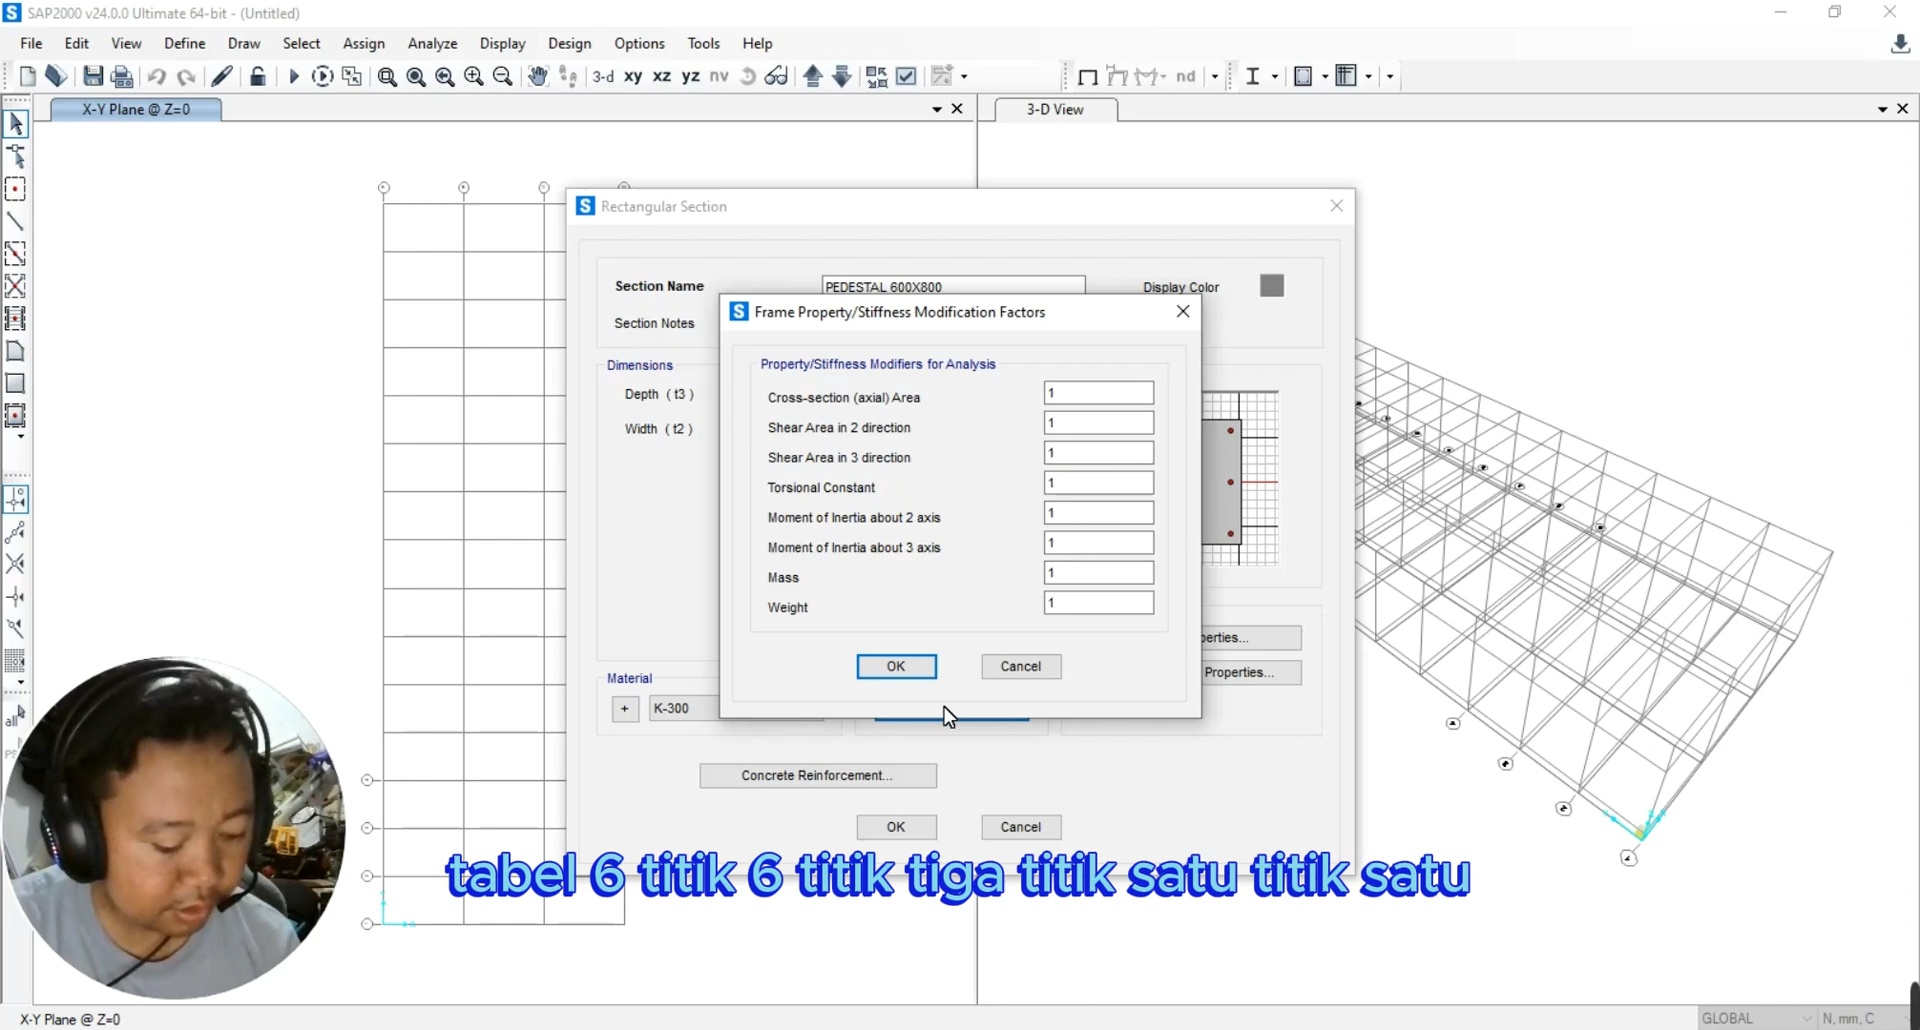 S SAP2000 v24.0.0 Ultimate 64-bit - (Untitled)
File Edit View Define Draw Select Assign Analyze Display Design Options Tools Help
3-d xy xz yz nv nd
X-Y Plane @ Z=0
3-D View
S Rectangular Section
Section Name PEDESTAL 600X800 Display Color
Section Notes
S Frame Property/Stiffness Modification Factors
Dimensions
Depth ( t3 )
Width ( t2 )
Property/Stiffness Modifiers for Analysis
Cross-section (axial) Area 1
Shear Area in 2 direction 1
Shear Area in 3 direction 1
Torsional Constant 1
Moment of Inertia about 2 axis 1
Moment of Inertia about 3 axis 1
Mass 1
Weight 1
OK Cancel
perties...
Properties...
Material
+ K-300
Concrete Reinforcement...
OK Cancel
all
tabel 6 titik 6 titik tiga titik satu titik satu
X-Y Plane @ Z=0
GLOBAL N, mm, C